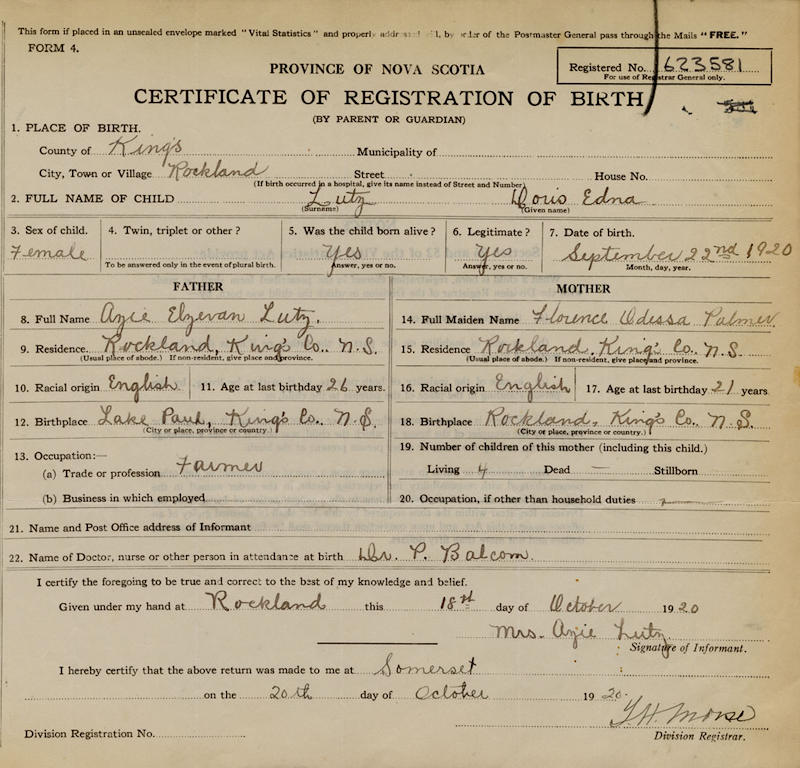 This form if placed in an unsealed envelope marked "Vital Statistics" and properly addressed will, by order of the Postmaster General pass through the Mails "FREE."
FORM 4.
PROVINCE OF NOVA SCOTIA
Registered No. 623581
For use of Registrar General only.
CERTIFICATE OF REGISTRATION OF BIRTH
(BY PARENT OR GUARDIAN)
1. PLACE OF BIRTH.
County of King's Municipality of
City, Town or Village Rockland Street House No.
(If birth occurred in a hospital, give its name instead of Street and Number)
2. FULL NAME OF CHILD Lutz Doris Edna
(Surname) (Given name)
3. Sex of child. 4. Twin, triplet or other ? 5. Was the child born alive ? 6. Legitimate ? 7. Date of birth.
Female Yes Yes September 22nd 1920
To be answered only in the event of plural birth. Answer, yes or no. Answer, yes or no. Month, day, year.
FATHER MOTHER
8. Full Name Azie Elzevan Lutz. 14. Full Maiden Name Florence Odessa Palmer
9. Residence Rockland, King's Co. N.S. 15. Residence Rockland, King's Co. N.S.
(Usual place of abode.) If non-resident, give place and province. (Usual place of abode.) If non-resident, give place and province.
10. Racial origin English 11. Age at last birthday 26 years. 16. Racial origin English 17. Age at last birthday 21 years
12. Birthplace Lake Paul, King's Co. N.S. 18. Birthplace Rockland, King's Co. N.S.
(City or place, province or country.) (City or place, province or country.)
13. Occupation:— 19. Number of children of this mother (including this child.)
(a) Trade or profession Farmer Living 4 Dead — Stillborn
(b) Business in which employed 20. Occupation, if other than household duties —
21. Name and Post Office address of Informant
22. Name of Doctor, nurse or other person in attendance at birth Dr. P. Balcom.
I certify the foregoing to be true and correct to the best of my knowledge and belief.
Given under my hand at Rockland this 18st day of October 1920
Mrs. Azie Lutz
Signature of Informant.
I hereby certify that the above return was made to me at Somerset
on the 20th day of October 1920.
Morse
Division Registration No. Division Registrar.